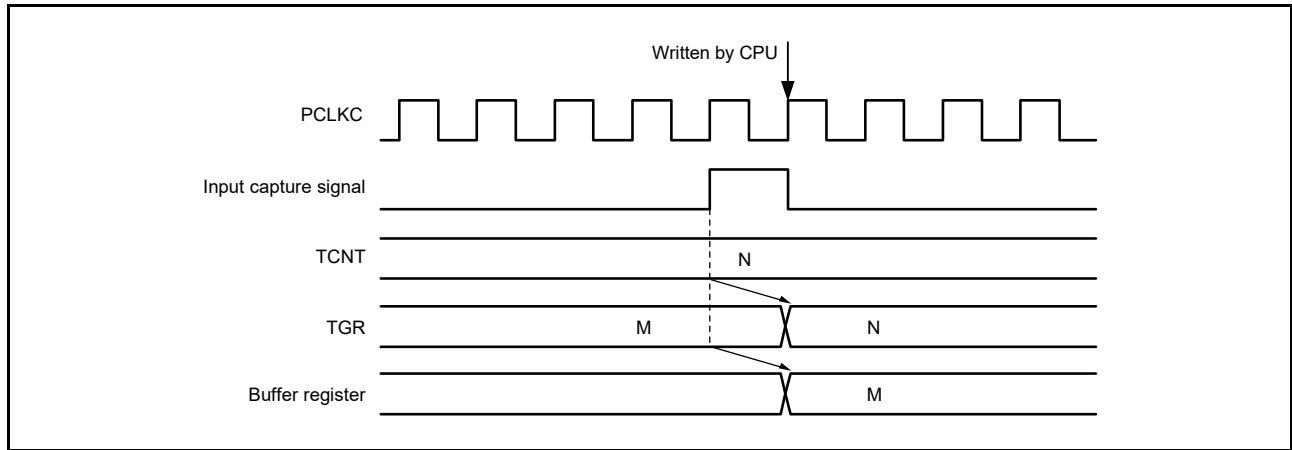 Written by CPU
PCLKC
Input capture signal
TCNT
N
TGR
M
N
Buffer register
M